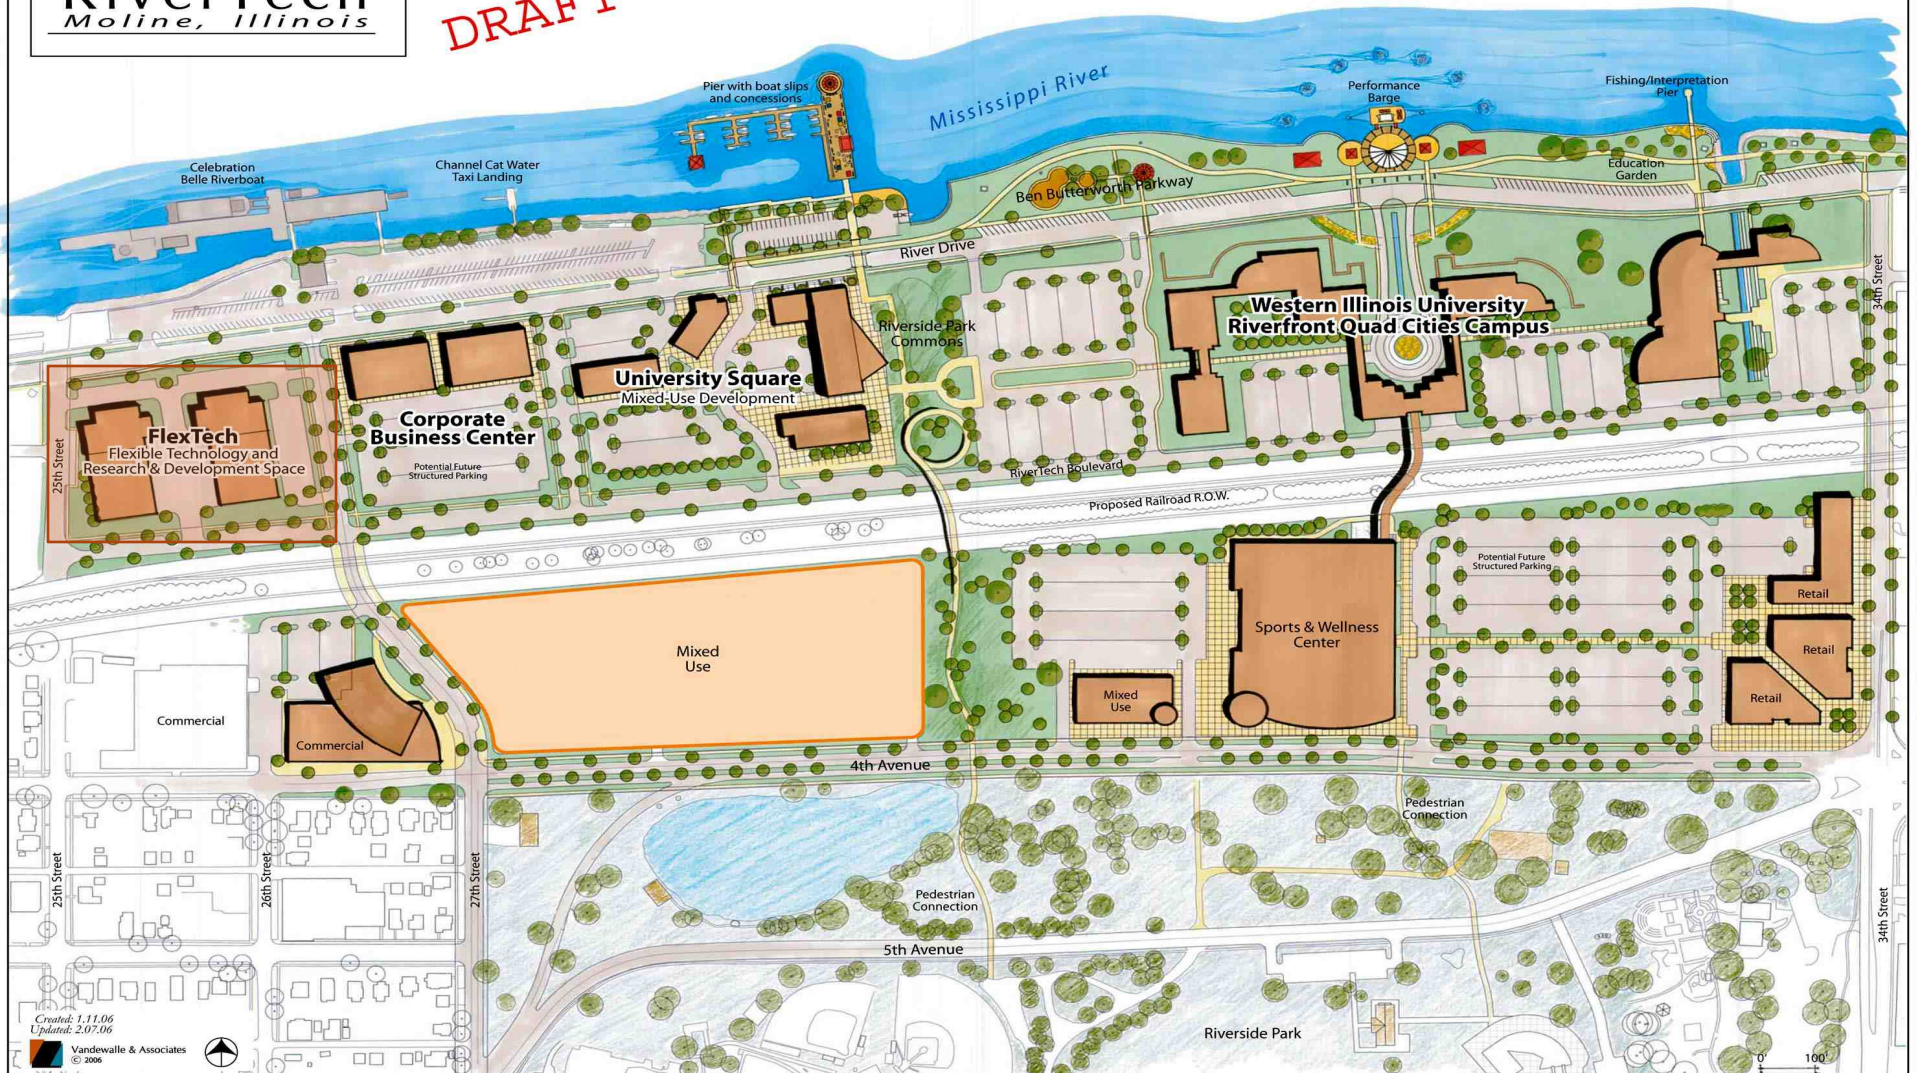 RiverTech
Moline, Illinois
DRAFT
Mississippi River
Pier with boat slips
and concessions
Performance
Barge
Fishing/Interpretation
Pier
Celebration
Belle Riverboat
Channel Cat Water
Taxi Landing
Education
Garden
Ben Butterworth Parkway
River Drive
34th Street
Western Illinois University
Riverfront Quad Cities Campus
Riverside Park
Commons
University Square
Mixed-Use Development
Corporate
Business Center
Potential Future
Structured Parking
FlexTech
Flexible Technology and
Research & Development Space
25th Street
RiverTech Boulevard
Proposed Railroad R.O.W.
Potential Future
Structured Parking
Retail
Sports & Wellness
Center
Retail
Mixed
Use
Mixed
Use
Retail
Commercial
Commercial
4th Avenue
Pedestrian
Connection
25th Street
26th Street
27th Street
Pedestrian
Connection
34th Street
5th Avenue
Riverside Park
Created: 1.11.06
Updated: 2.07.06
Vandewalle & Associates
© 2006
0' 100'